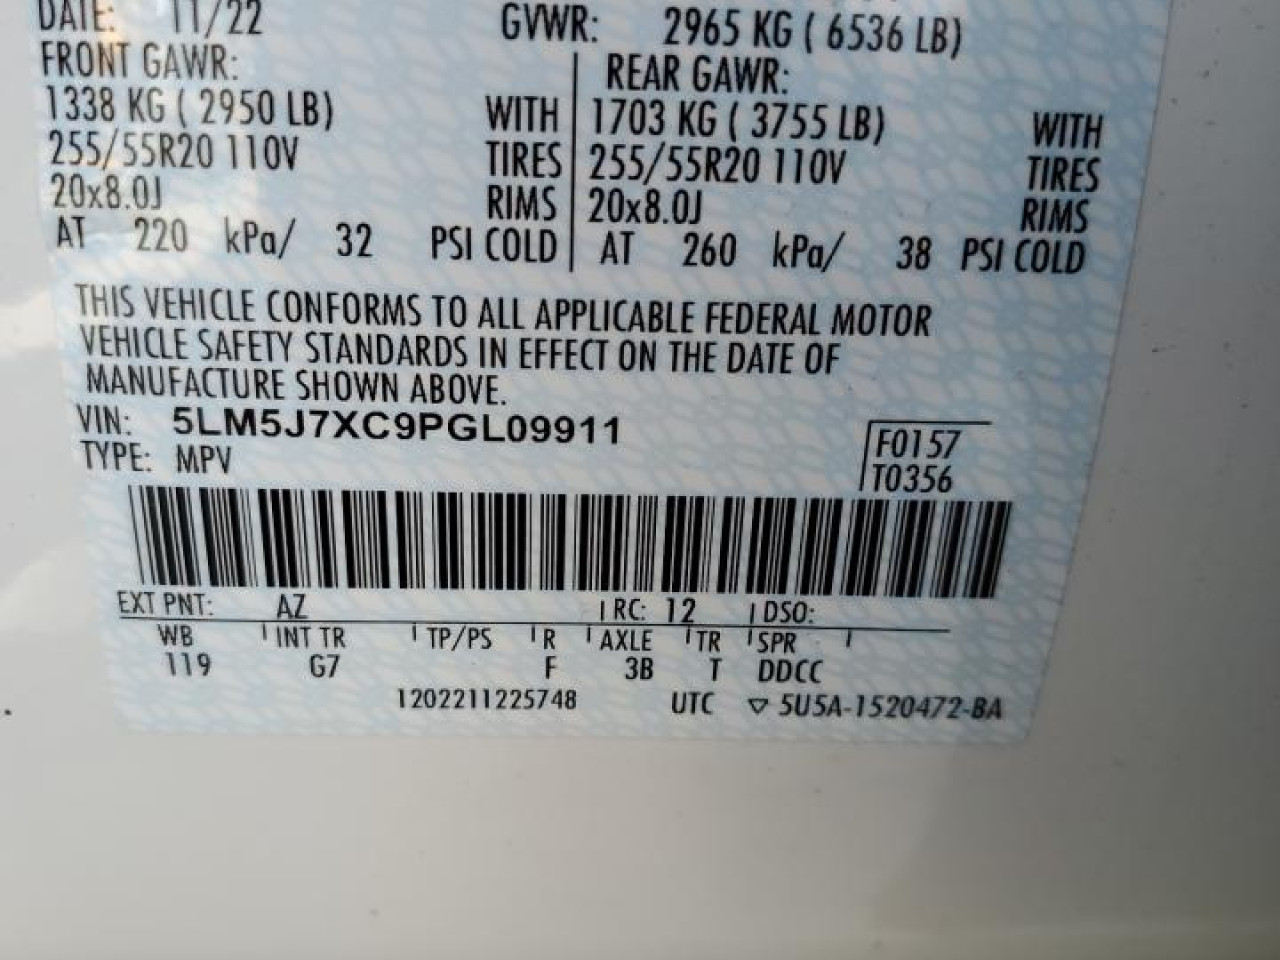 DATE: 11/22 GVWR: 2965 KG ( 6536 LB)
FRONT GAWR: REAR GAWR:
1338 KG ( 2950 LB) WITH 1703 KG ( 3755 LB) WITH
255/55R20 110V TIRES 255/55R20 110V TIRES
20x8.0J RIMS 20x8.0J RIMS
AT 220 kPa/ 32 PSI COLD AT 260 kPa/ 38 PSI COLD
THIS VEHICLE CONFORMS TO ALL APPLICABLE FEDERAL MOTOR
VEHICLE SAFETY STANDARDS IN EFFECT ON THE DATE OF
MANUFACTURE SHOWN ABOVE.
VIN: 5LM5J7XC9PGL09911
F0157
TYPE: MPV
T0356
EXT PNT: AZ RC: 12 DSO:
WB INT TR TP/PS R AXLE TR SPR
119 G7 F 3B T DDCC
1202211225748 UTC ▽ 5U5A-1520472-BA